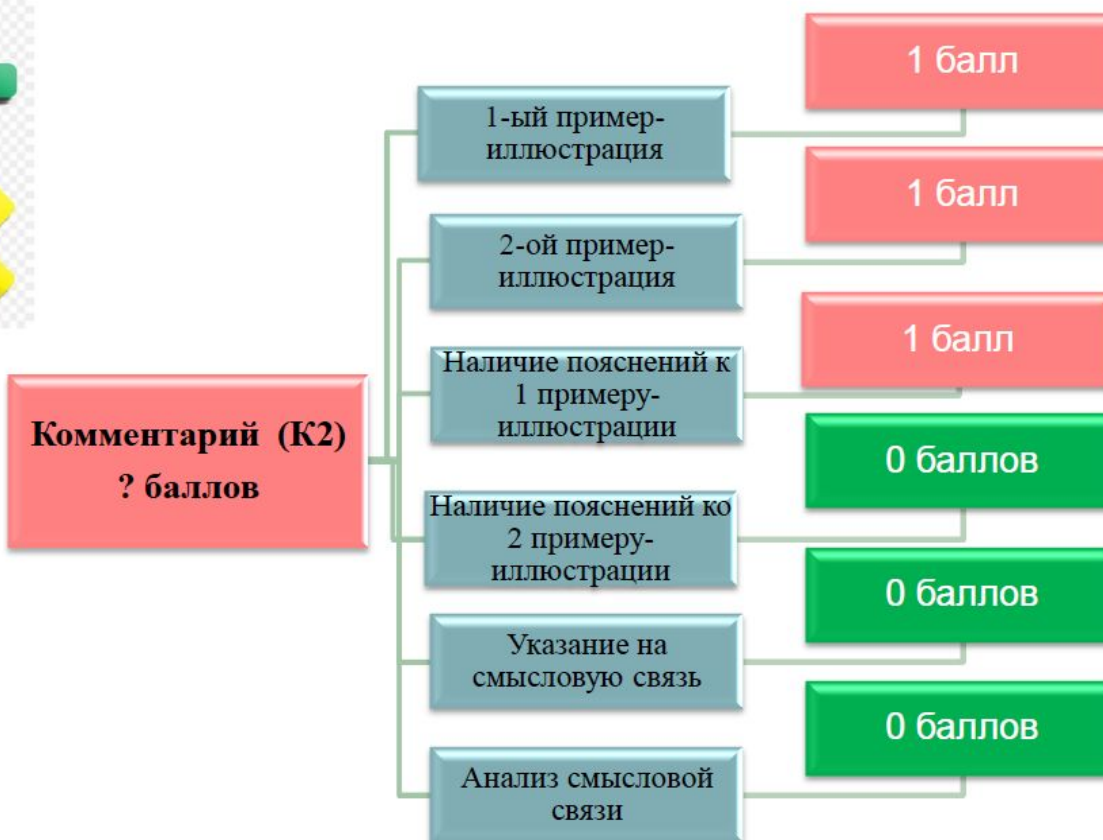 1 балл
1-ый пример-
иллюстрация
1 балл
2-ой пример-
иллюстрация
1 балл
Наличие пояснений к
1 примеру-
иллюстрации
Комментарий (К2)
? баллов
0 баллов
Наличие пояснений ко
2 примеру-
иллюстрации
0 баллов
Указание на
смысловую связь
0 баллов
Анализ смысловой
связи